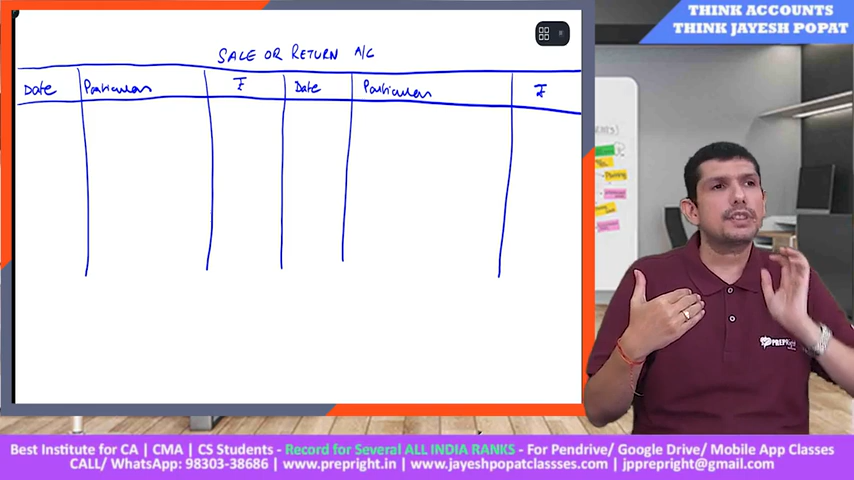 THINK ACCOUNTS
THINK JAYESH POPAT
SALE OR RETURN A/C
Date Particulars ₹ Date Particulars ₹
PREPRight
Best Institute for CA | CMA | CS Students - Record for Several ALL INDIA RANKS - For Pendrive/ Google Drive/ Mobile App Classes
CALL/ WhatsApp: 98303-38686 | www.prepright.in | www.jayeshpopatclassses.com | jpprepright@gmail.com